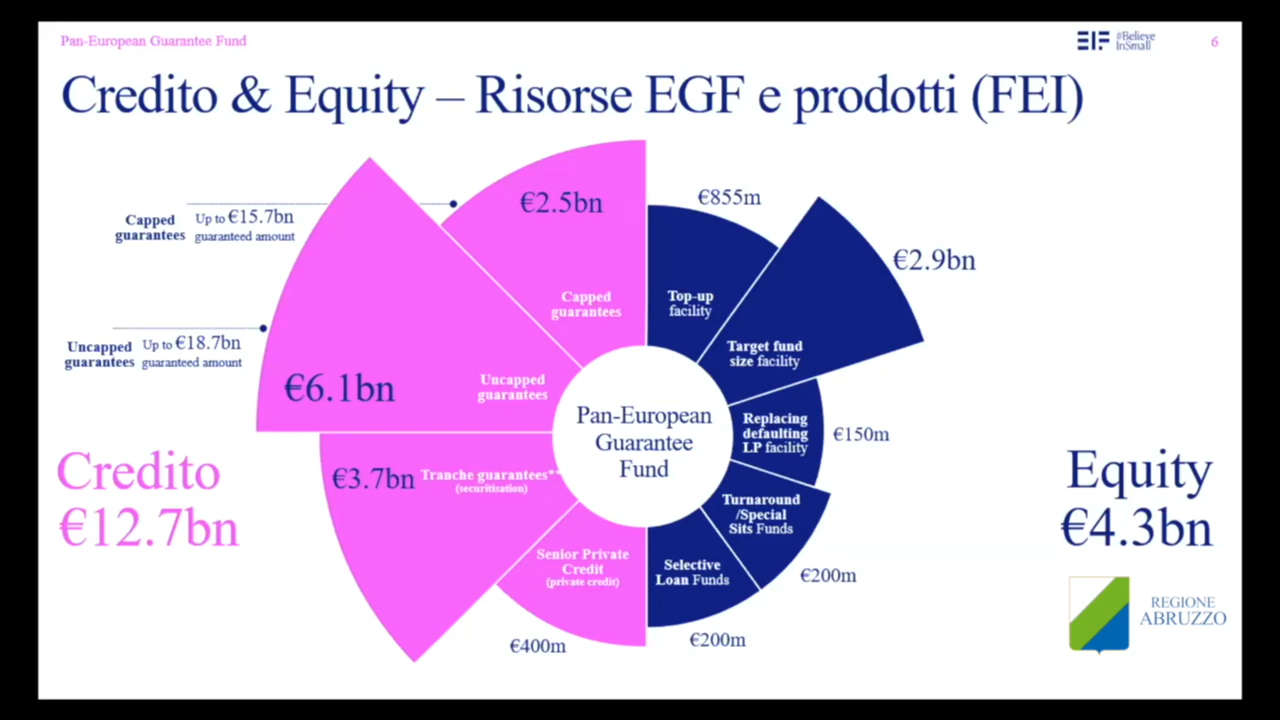 Pan-European Guarantee Fund
EIF #Believe
InSmall
6
Credito & Equity – Risorse EGF e prodotti (FEI)
€2.5bn
€855m
Capped
guarantees
Up to €15.7bn
guaranteed amount
€2.9bn
Capped
guarantees
Top-up
facility
Uncapped
guarantees
Up to €18.7bn
guaranteed amount
Target fund
size facility
€6.1bn
Uncapped
guarantees
Pan-European
Guarantee
Fund
Replacing
defaulting
LP facility
€150m
Credito
€12.7bn
€3.7bn
Tranche guarantees**
(securitisation)
Equity
€4.3bn
Turnaround
/Special
Sits Funds
€200m
Senior Private
Credit
(private credit)
€400m
Selective
Loan Funds
€200m
REGIONE
ABRUZZO